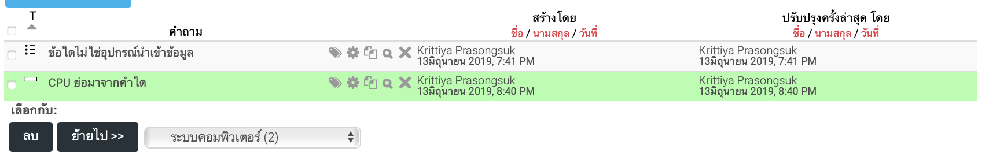 T
คำถาม
สร้างโดย
ชื่อ / นามสกุล / วันที่
ปรับปรุงครั้งล่าสุด โดย
ชื่อ / นามสกุล / วันที่
ข้อใดไม่ใช่อุปกรณ์นำเข้าข้อมูล
Krittiya Prasongsuk
13มิถุนายน 2019, 7:41 PM
Krittiya Prasongsuk
13มิถุนายน 2019, 7:41 PM
CPU ย่อมาจากคำใด
Krittiya Prasongsuk
13มิถุนายน 2019, 8:40 PM
Krittiya Prasongsuk
13มิถุนายน 2019, 8:40 PM
เลือกกับ:
ลบ
ย้ายไป >>
ระบบคอมพิวเตอร์ (2)